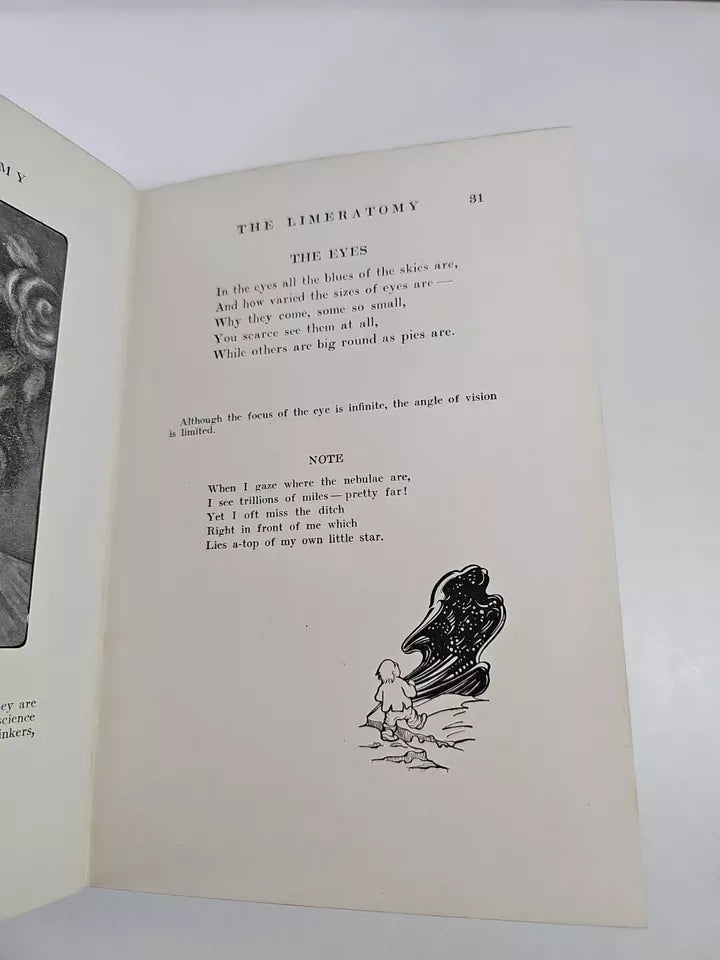 MY
ey are
science
inkers,
THE LIMERATOMY 31
THE EYES
In the eyes all the blues of the skies are,
And how varied the sizes of eyes are —
Why they come, some so small,
You scarce see them at all,
While others are big round as pies are.
Although the focus of the eye is infinite, the angle of vision
is limited.
NOTE
When I gaze where the nebulae are,
I see trillions of miles — pretty far!
Yet I oft miss the ditch
Right in front of me which
Lies a-top of my own little star.